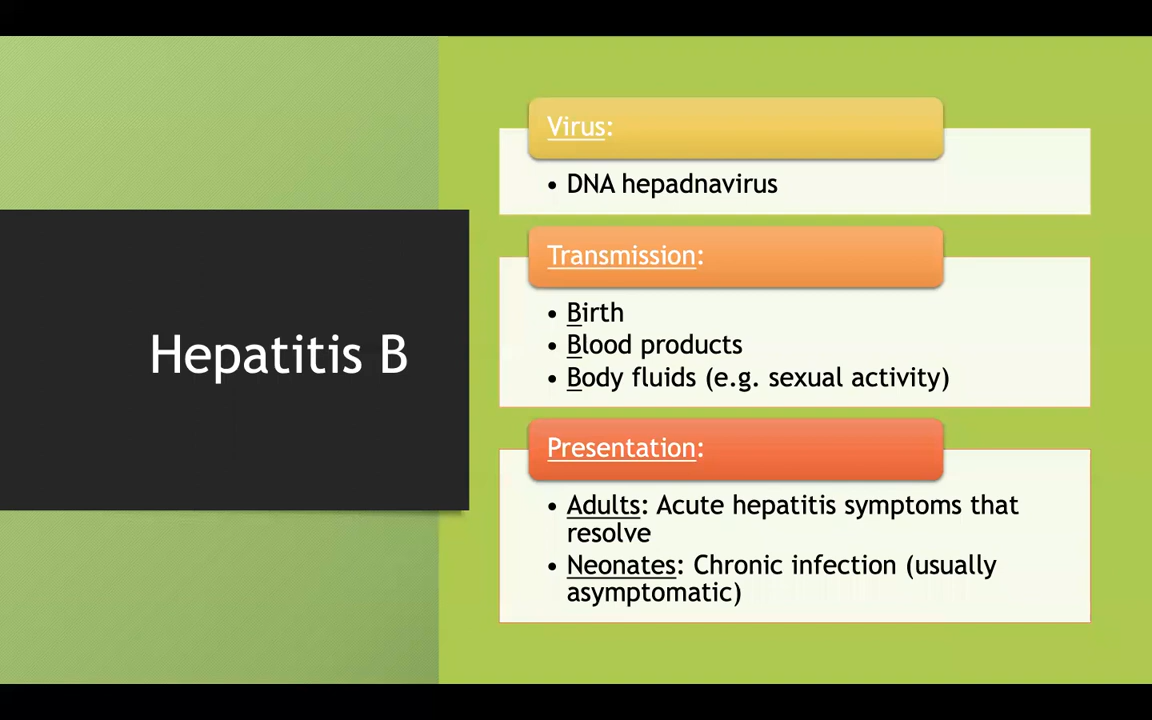 Hepatitis B
Virus:
• DNA hepadnavirus
Transmission:
• Birth
• Blood products
• Body fluids (e.g. sexual activity)
Presentation:
• Adults: Acute hepatitis symptoms that
resolve
• Neonates: Chronic infection (usually
asymptomatic)